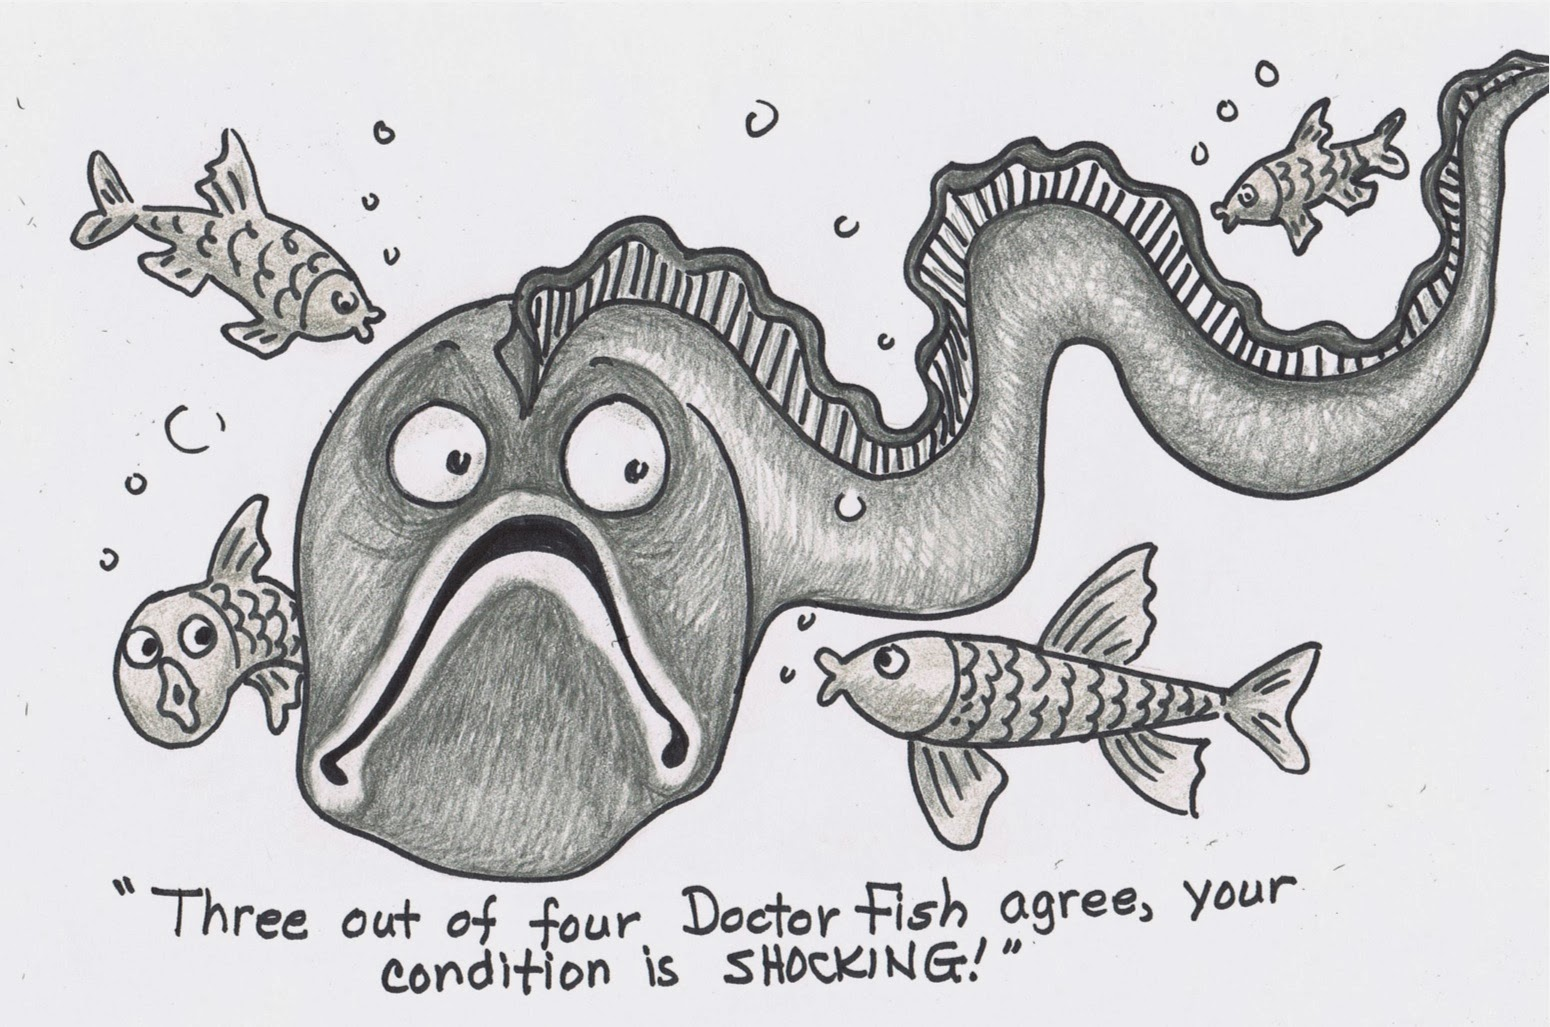 "Three out of four Doctor Fish agree, your
condition is SHOCKING!"